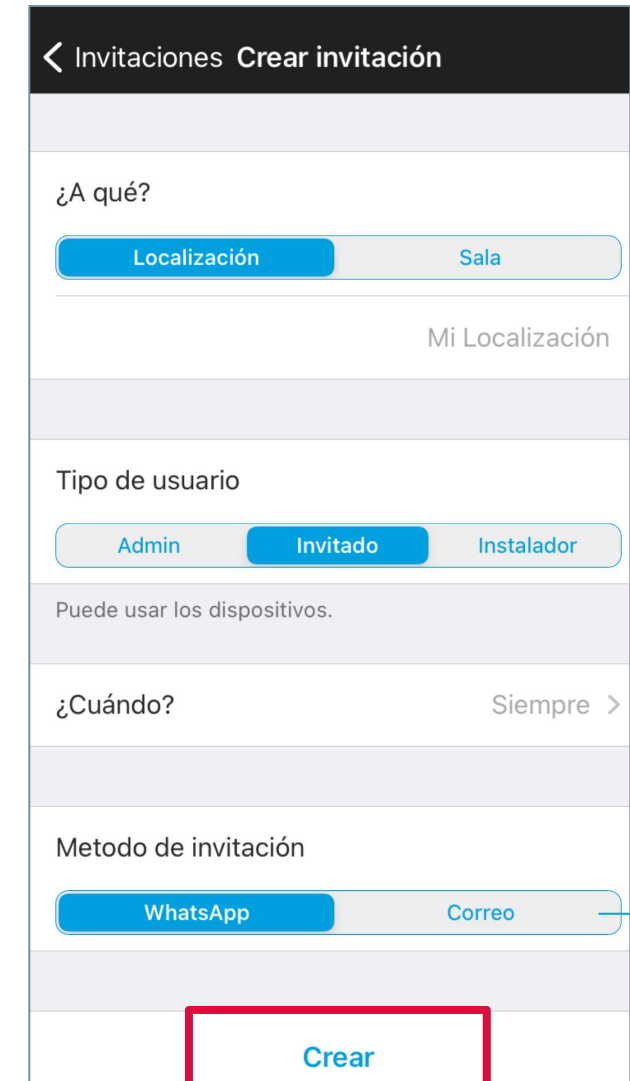 Invitaciones Crear invitación
¿A qué?
Localización Sala
Mi Localización
Tipo de usuario
Admin Invitado Instalador
Puede usar los dispositivos.
¿Cuándo? Siempre
Metodo de invitación
WhatsApp Correo
Crear